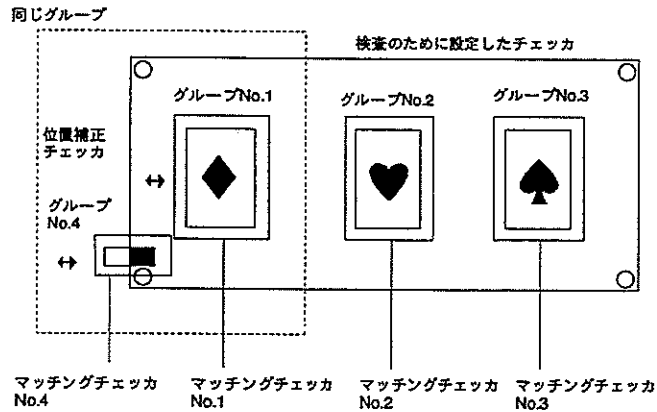 同じグループ
検査のために設定したチェッカ
グループNo.1
グループNo.2
グループNo.3
位置補正
チェッカ
グループ
No.4
マッチングチェッカ
No.4
マッチングチェッカ
No.1
マッチングチェッカ
No.2
マッチングチェッカ
No.3